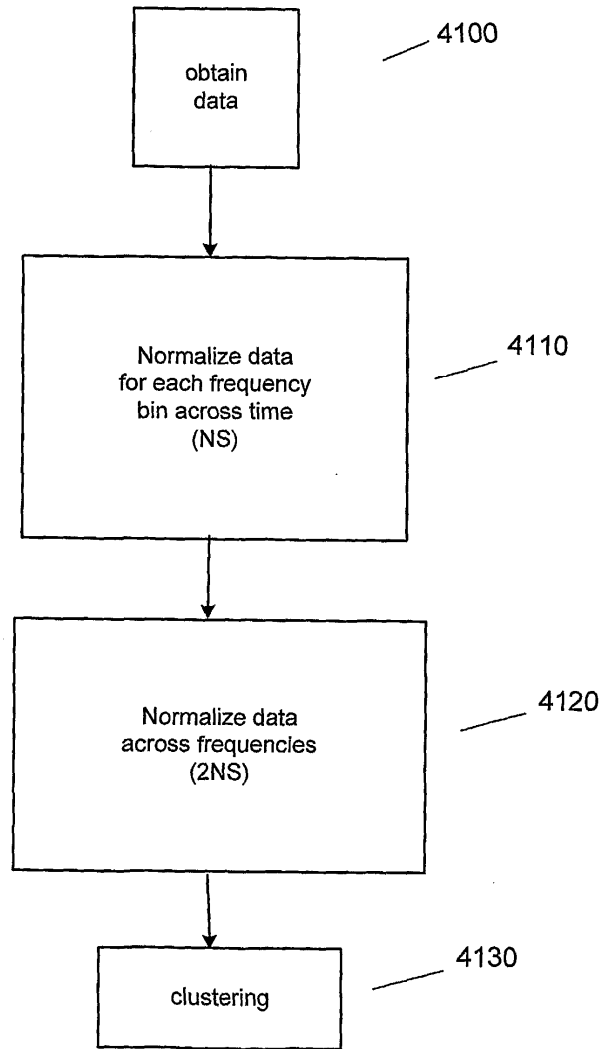 4100
obtain
data
4110
Normalize data
for each frequency
bin across time
(NS)
4120
Normalize data
across frequencies
(2NS)
4130
clustering